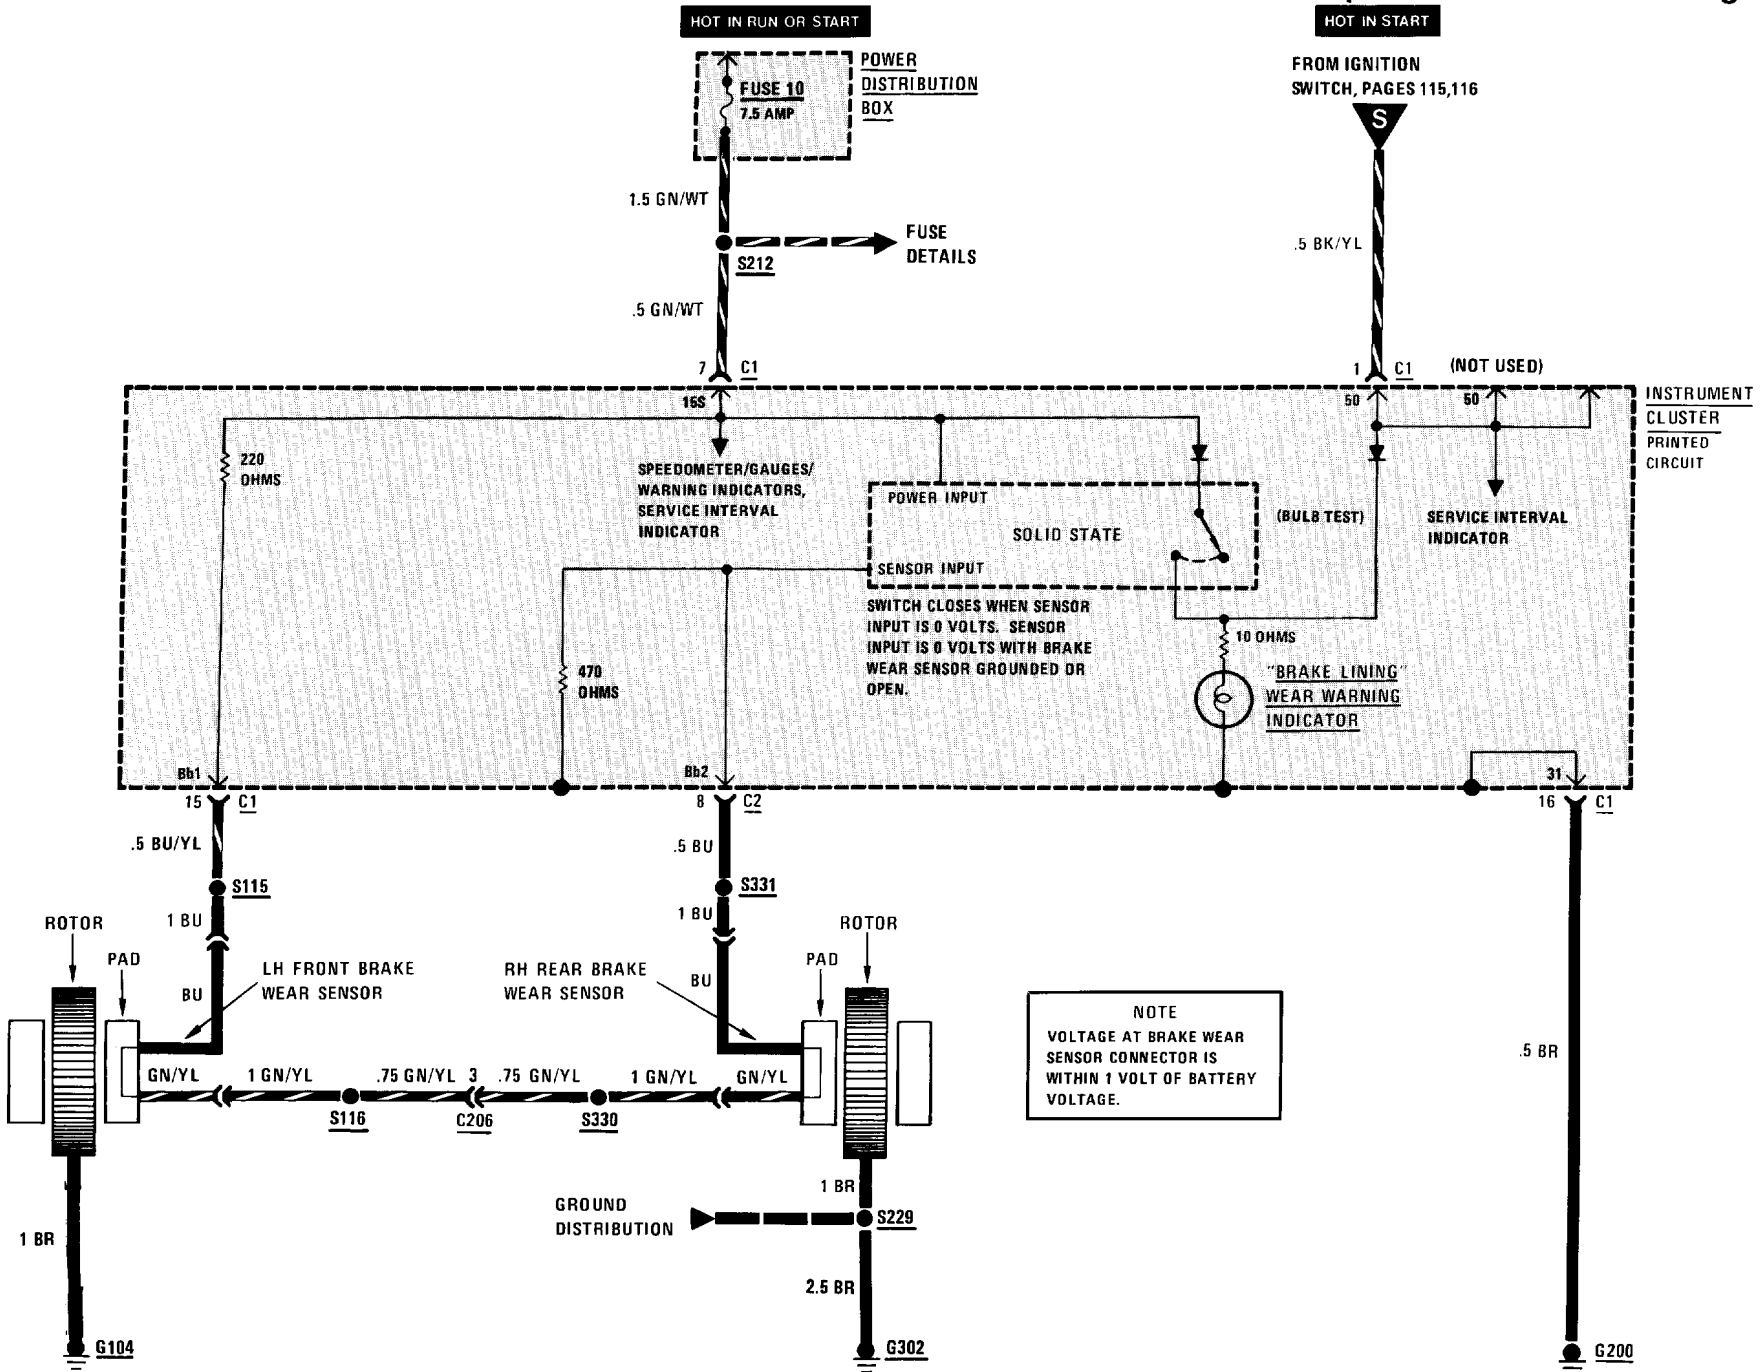 HOT IN RUN OR START
HOT IN START
POWER
DISTRIBUTION
BOX
FUSE 10
7.5 AMP
FROM IGNITION
SWITCH, PAGES 115,116
S
1.5 GN/WT
FUSE
DETAILS
S212
.5 BK/YL
.5 GN/WT
7
C1
1
C1
(NOT USED)
15S
50
50
INSTRUMENT
CLUSTER
PRINTED
CIRCUIT
220
OHMS
SPEEDOMETER/GAUGES/
WARNING INDICATORS,
SERVICE INTERVAL
INDICATOR
POWER INPUT
SOLID STATE
SENSOR INPUT
(BULB TEST)
SERVICE INTERVAL
INDICATOR
SWITCH CLOSES WHEN SENSOR
INPUT IS 0 VOLTS. SENSOR
INPUT IS 0 VOLTS WITH BRAKE
WEAR SENSOR GROUNDED OR
OPEN.
10 OHMS
470
OHMS
"BRAKE LINING"
WEAR WARNING
INDICATOR
Bb1
Bb2
31
15
C1
8
C2
16
C1
.5 BU/YL
.5 BU
S115
S331
1 BU
1 BU
ROTOR
PAD
LH FRONT BRAKE
WEAR SENSOR
RH REAR BRAKE
WEAR SENSOR
PAD
ROTOR
BU
BU
GN/YL
1 GN/YL
.75 GN/YL
3
.75 GN/YL
1 GN/YL
GN/YL
S116
C206
S330
NOTE
VOLTAGE AT BRAKE WEAR
SENSOR CONNECTOR IS
WITHIN 1 VOLT OF BATTERY
VOLTAGE.
.5 BR
1 BR
GROUND
DISTRIBUTION
S229
1 BR
2.5 BR
G104
G302
G200